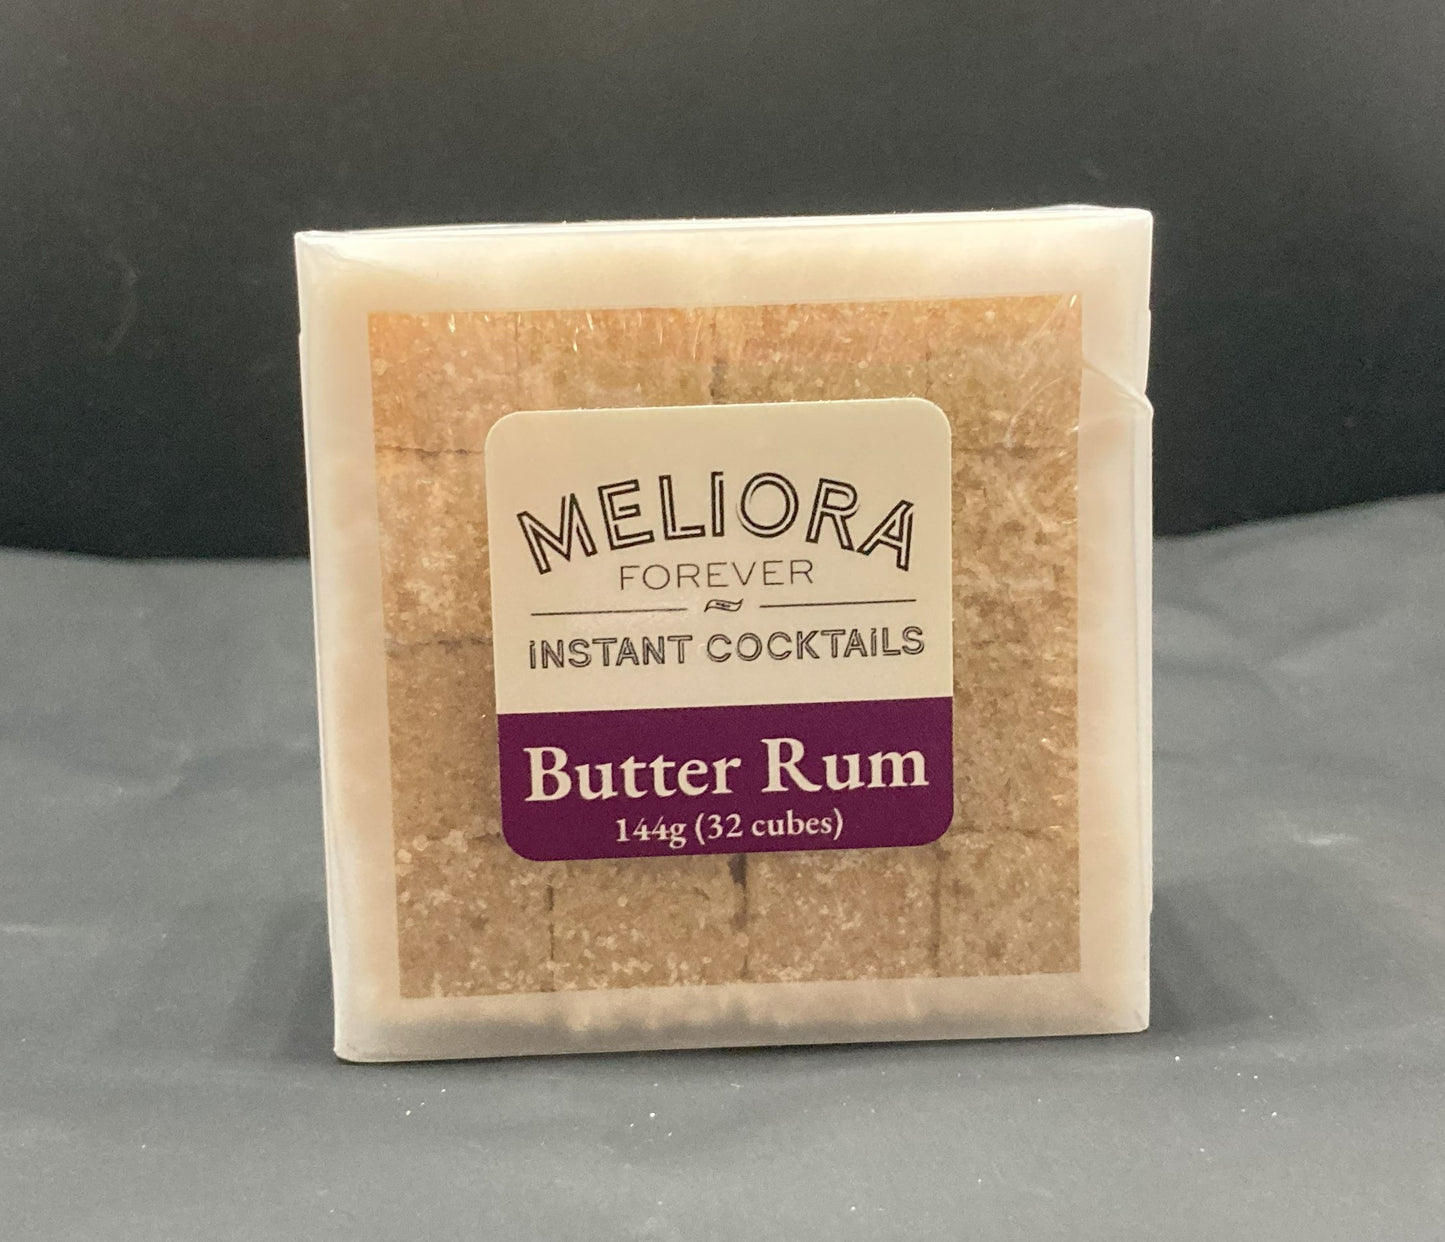 MELIORA
FOREVER
INSTANT COCKTAILS
Butter Rum
144g (32 cubes)